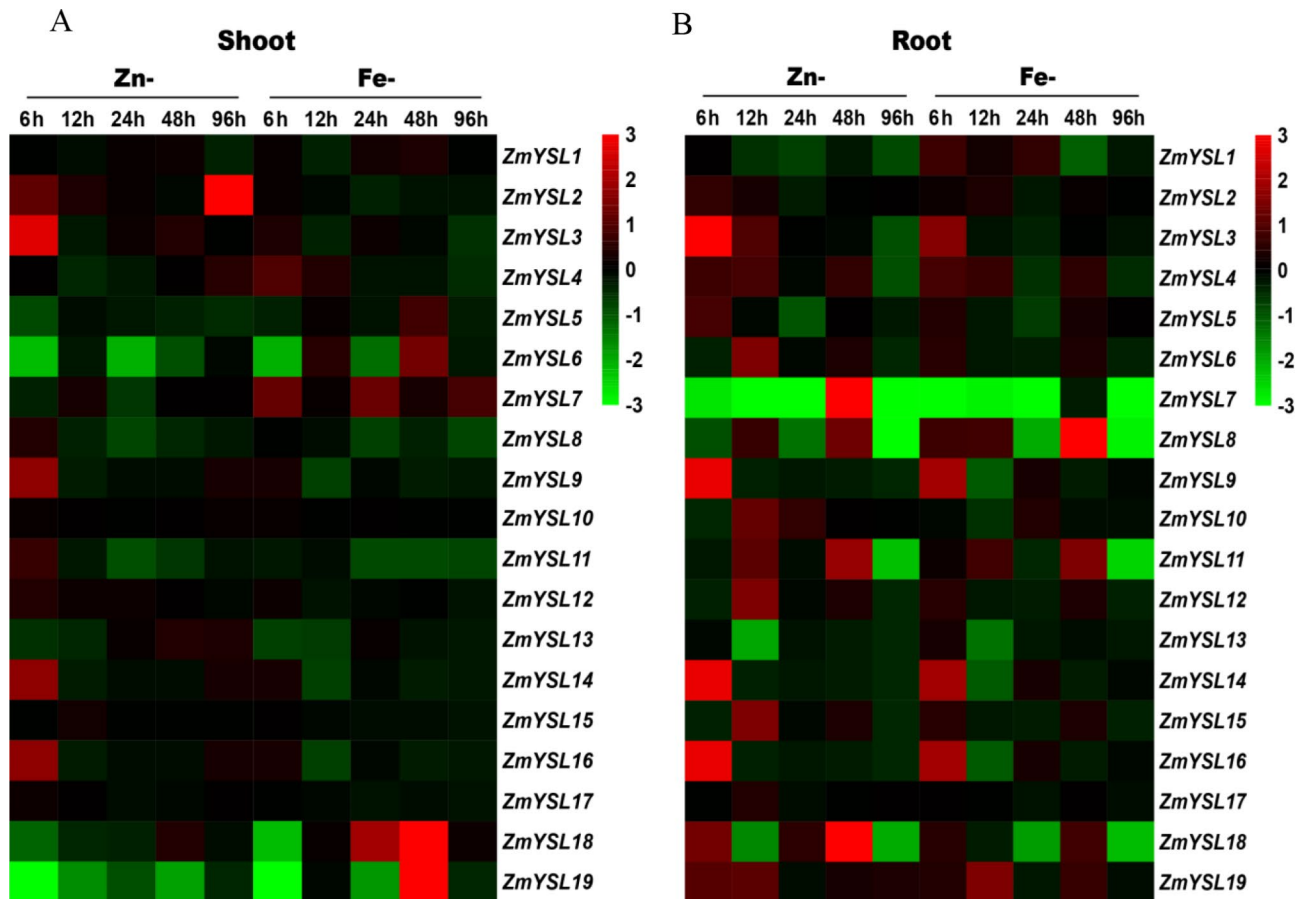 A
Shoot
Zn- Fe-
6h 12h 24h 48h 96h 6h 12h 24h 48h 96h
ZmYSL1
ZmYSL2
ZmYSL3
ZmYSL4
ZmYSL5
ZmYSL6
ZmYSL7
ZmYSL8
ZmYSL9
ZmYSL10
ZmYSL11
ZmYSL12
ZmYSL13
ZmYSL14
ZmYSL15
ZmYSL16
ZmYSL17
ZmYSL18
ZmYSL19
3
2
1
0
-1
-2
-3
B
Root
Zn- Fe-
6h 12h 24h 48h 96h 6h 12h 24h 48h 96h
ZmYSL1
ZmYSL2
ZmYSL3
ZmYSL4
ZmYSL5
ZmYSL6
ZmYSL7
ZmYSL8
ZmYSL9
ZmYSL10
ZmYSL11
ZmYSL12
ZmYSL13
ZmYSL14
ZmYSL15
ZmYSL16
ZmYSL17
ZmYSL18
ZmYSL19
3
2
1
0
-1
-2
-3